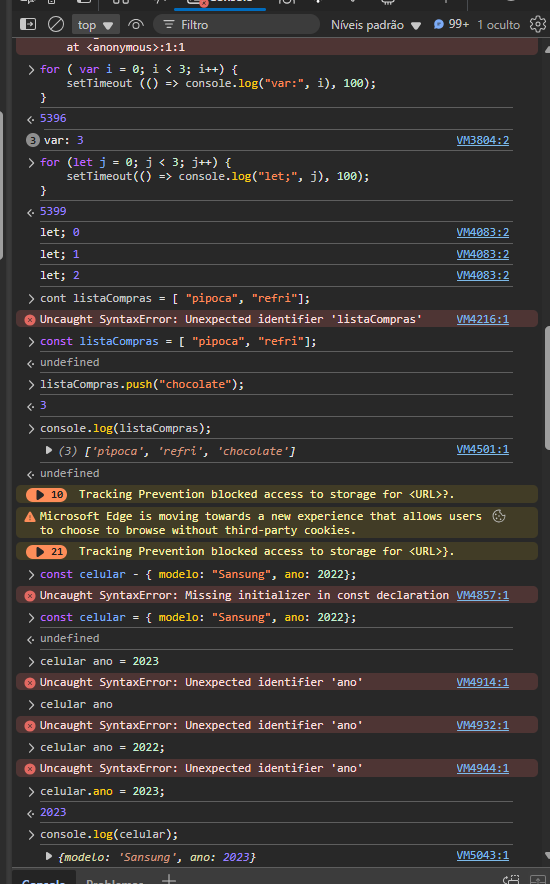 top
Filtro
Níveis padrão
99+
1 oculto
at <anonymous>:1:1
for ( var i = 0; i < 3; i++) {
setTimeout (() => console.log("var:", i), 100);
}
5396
3 var: 3 VM3804:2
for (let j = 0; j < 3; j++) {
setTimeout(() => console.log("let;", j), 100);
}
5399
let; 0 VM4083:2
let; 1 VM4083:2
let; 2 VM4083:2
cont listaCompras = [ "pipoca", "refri"];
Uncaught SyntaxError: Unexpected identifier 'listaCompras' VM4216:1
const listaCompras = [ "pipoca", "refri"];
undefined
listaCompras.push("chocolate");
3
console.log(listaCompras);
(3) ['pipoca', 'refri', 'chocolate'] VM4501:1
undefined
10 Tracking Prevention blocked access to storage for <URL>?.
Microsoft Edge is moving towards a new experience that allows users
to choose to browse without third-party cookies.
21 Tracking Prevention blocked access to storage for <URL>}.
const celular - { modelo: "Sansung", ano: 2022};
Uncaught SyntaxError: Missing initializer in const declaration VM4857:1
const celular = { modelo: "Sansung", ano: 2022};
undefined
celular ano = 2023
Uncaught SyntaxError: Unexpected identifier 'ano' VM4914:1
celular ano
Uncaught SyntaxError: Unexpected identifier 'ano' VM4932:1
celular ano = 2022;
Uncaught SyntaxError: Unexpected identifier 'ano' VM4944:1
celular.ano = 2023;
2023
console.log(celular);
{modelo: 'Sansung', ano: 2023} VM5043:1